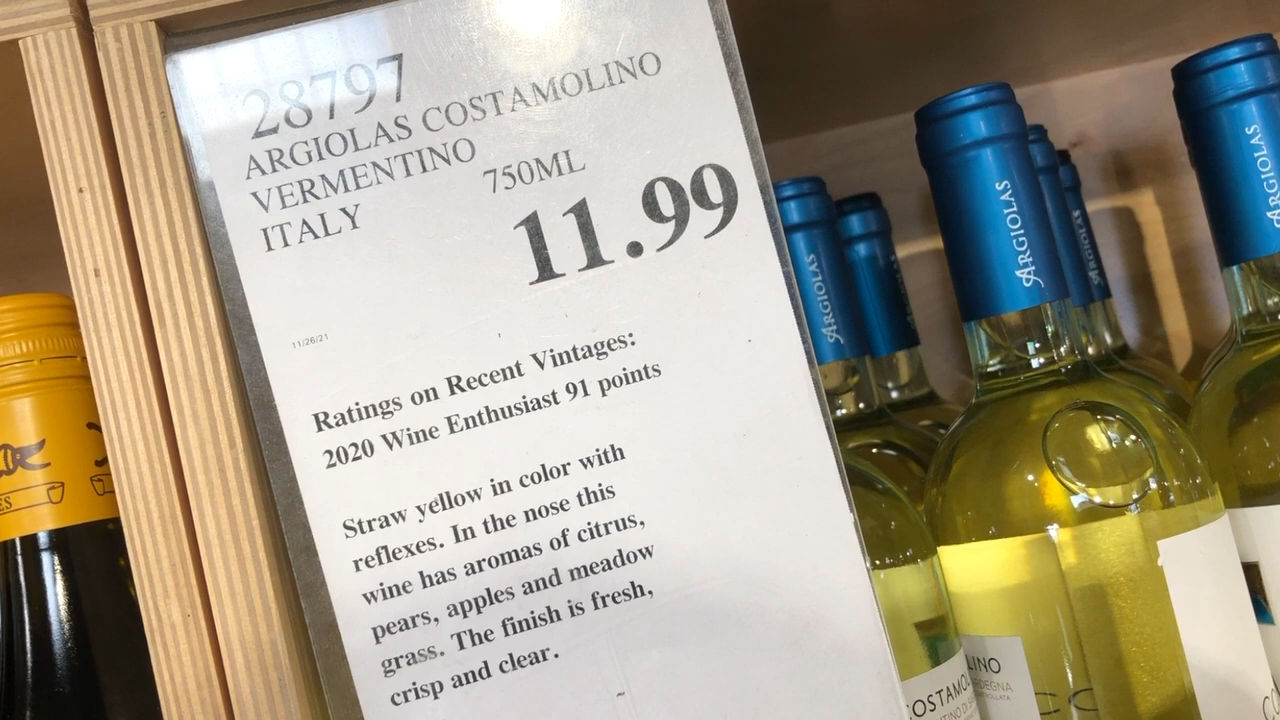 28797
ARGIOLAS COSTAMOLINO
VERMENTINO
750ML
ITALY
11.99
11/26/21
Ratings on Recent Vintages:
2020 Wine Enthusiast 91 points
Straw yellow in color with
reflexes. In the nose this
wine has aromas of citrus,
pears, apples and meadow
grass. The finish is fresh,
crisp and clear.
ARGIOLAS
ARGIOLAS
ARGIOLAS
ARGIOLAS